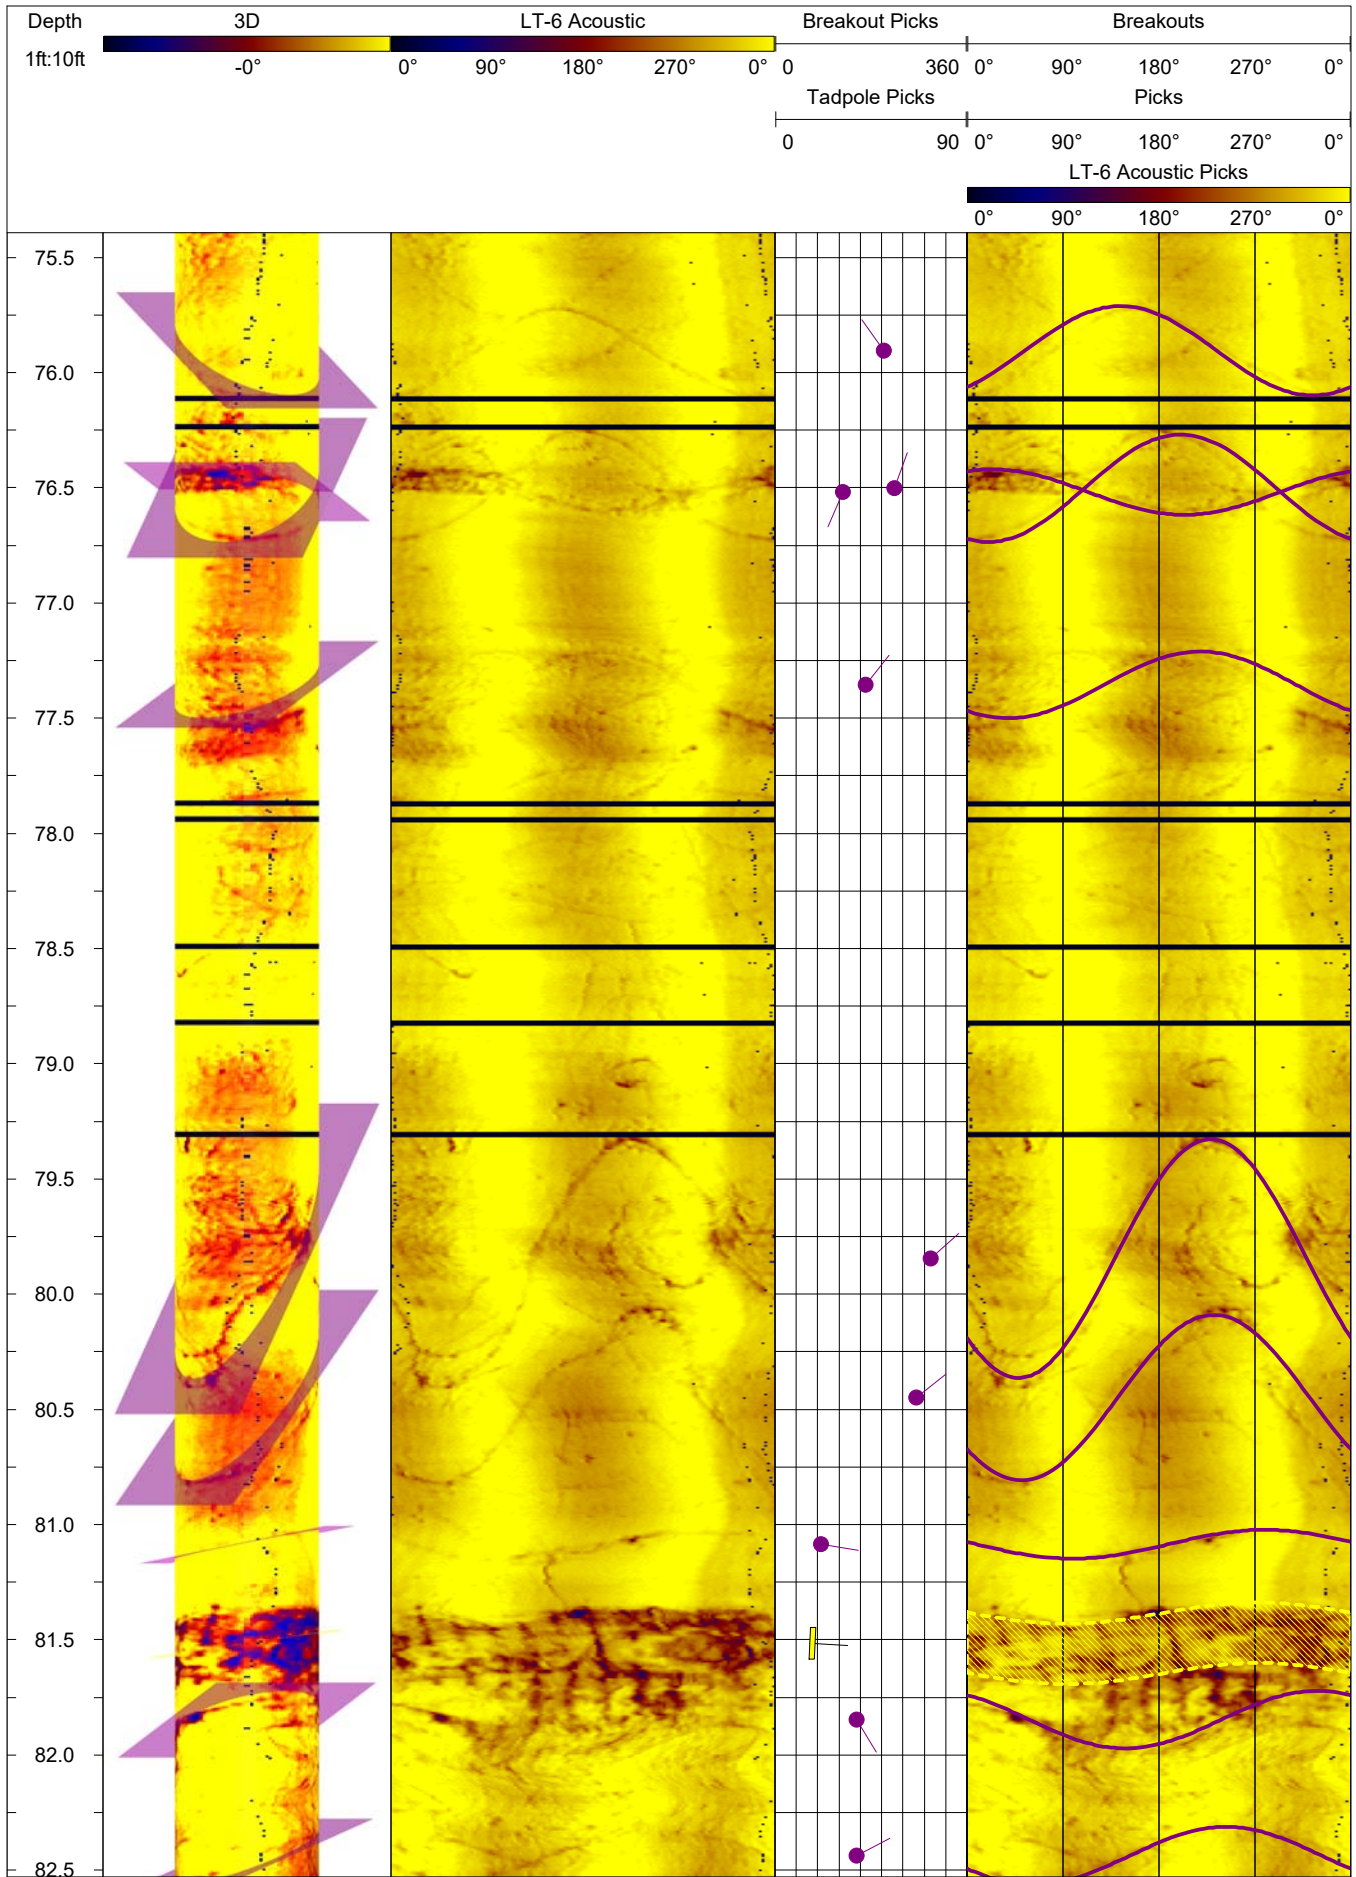 Depth 3D LT-6 Acoustic Breakout Picks Breakouts
1ft:10ft -0° 0° 90° 180° 270° 0° 0 360 0° 90° 180° 270° 0°
Tadpole Picks Picks
0 90 0° 90° 180° 270° 0°
LT-6 Acoustic Picks
0° 90° 180° 270° 0°
75.5
76.0
76.5
77.0
77.5
78.0
78.5
79.0
79.5
80.0
80.5
81.0
81.5
82.0
82.5